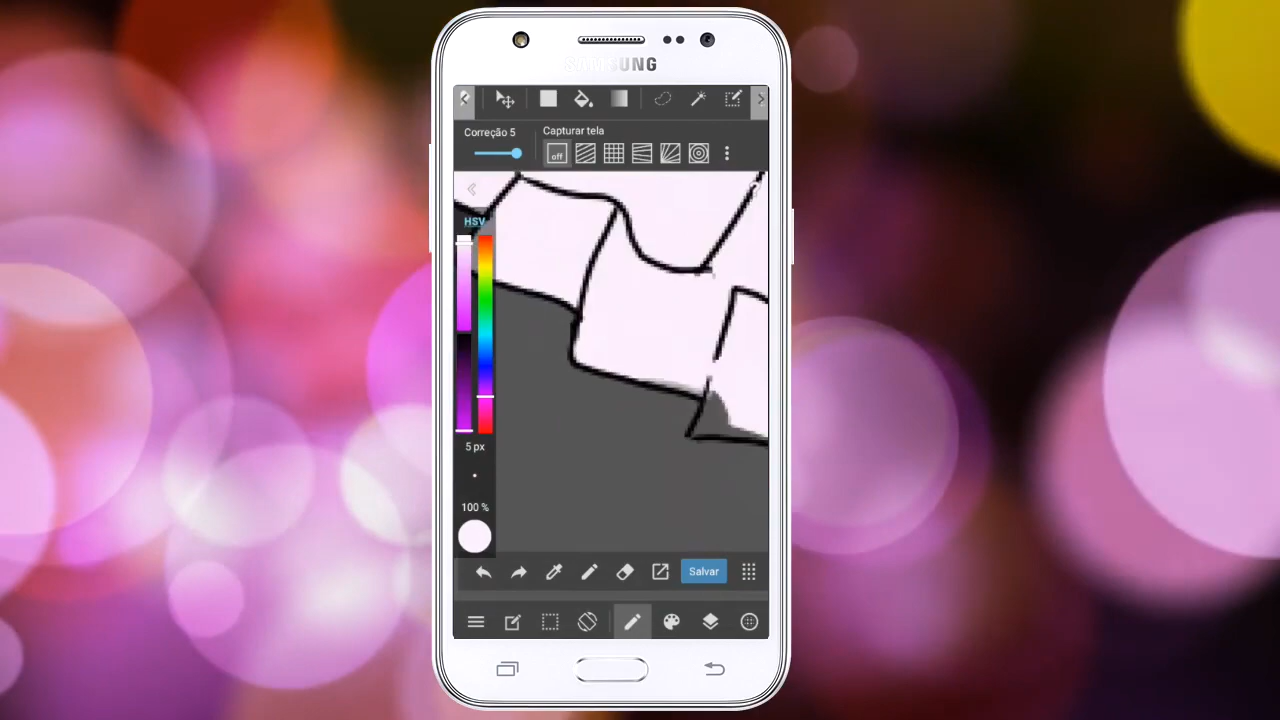 SAMSUNG
Correção 5
Capturar tela
off
HSV
5 px
100 %
Salvar